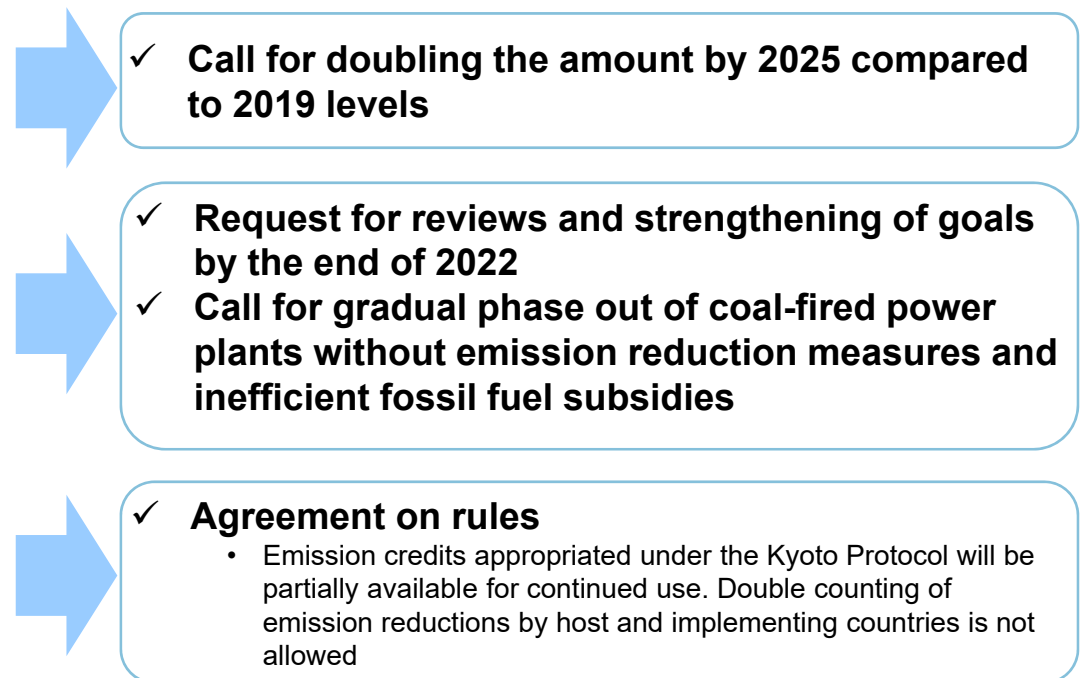 ✓ Call for doubling the amount by 2025 compared
to 2019 levels
✓ Request for reviews and strengthening of goals
by the end of 2022
✓ Call for gradual phase out of coal-fired power
plants without emission reduction measures and
inefficient fossil fuel subsidies
✓ Agreement on rules
• Emission credits appropriated under the Kyoto Protocol will be
partially available for continued use. Double counting of
emission reductions by host and implementing countries is not
allowed